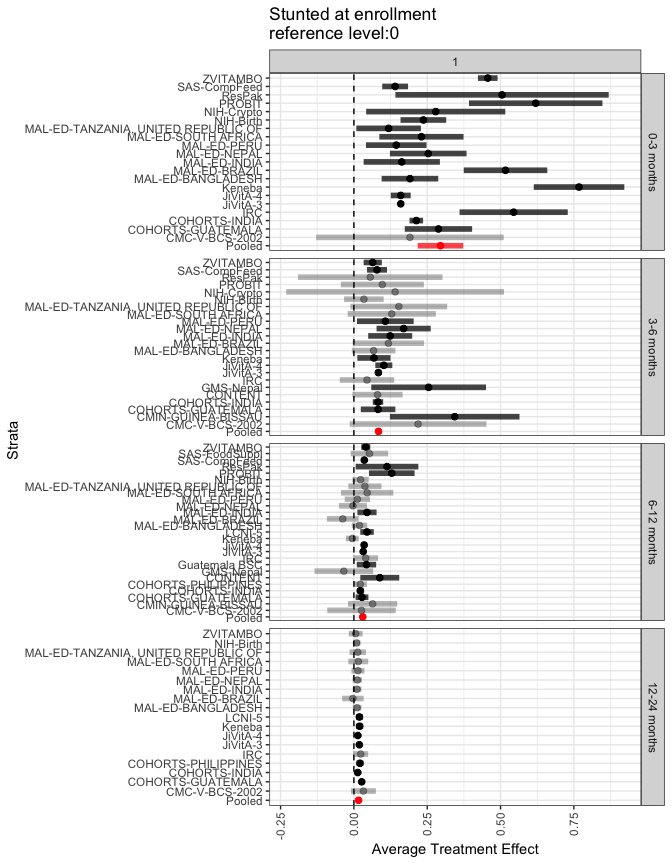 Stunted at enrollment
reference level:0
1
Strata
ZVITAMBO
SAS-CompFeed
ResPak
PROBIT
NIH-Crypto
NIH-Birth
MAL-ED-TANZANIA, UNITED REPUBLIC OF
MAL-ED-SOUTH AFRICA
MAL-ED-PERU
MAL-ED-NEPAL
MAL-ED-INDIA
MAL-ED-BRAZIL
MAL-ED-BANGLADESH
Keneba
JiVitA-4
JiVitA-3
IRC
COHORTS-INDIA
COHORTS-GUATEMALA
CMC-V-BCS-2002
Pooled
0-3 months
ZVITAMBO
SAS-CompFeed
ResPak
PROBIT
NIH-Crypto
NIH-Birth
MAL-ED-TANZANIA, UNITED REPUBLIC OF
MAL-ED-SOUTH AFRICA
MAL-ED-PERU
MAL-ED-NEPAL
MAL-ED-INDIA
MAL-ED-BRAZIL
MAL-ED-BANGLADESH
Keneba
JiVitA-4
JiVitA-3
IRC
GMS-Nepal
CONTENT
COHORTS-INDIA
COHORTS-GUATEMALA
CMIN-GUINEA-BISSAU
CMC-V-BCS-2002
Pooled
3-6 months
ZVITAMBO
SAS-FoodSuppl
SAS-CompFeed
ResPak
PROBIT
NIH-Birth
MAL-ED-TANZANIA, UNITED REPUBLIC OF
MAL-ED-SOUTH AFRICA
MAL-ED-PERU
MAL-ED-NEPAL
MAL-ED-INDIA
MAL-ED-BRAZIL
MAL-ED-BANGLADESH
LCNI-5
Keneba
JiVitA-4
JiVitA-3
IRC
Guatemala BSC
GMS-Nepal
CONTENT
COHORTS-PHILIPPINES
COHORTS-INDIA
COHORTS-GUATEMALA
CMIN-GUINEA-BISSAU
CMC-V-BCS-2002
Pooled
6-12 months
ZVITAMBO
NIH-Birth
MAL-ED-TANZANIA, UNITED REPUBLIC OF
MAL-ED-SOUTH AFRICA
MAL-ED-PERU
MAL-ED-NEPAL
MAL-ED-INDIA
MAL-ED-BRAZIL
MAL-ED-BANGLADESH
LCNI-5
Keneba
JiVitA-4
JiVitA-3
IRC
COHORTS-PHILIPPINES
COHORTS-INDIA
COHORTS-GUATEMALA
CMC-V-BCS-2002
Pooled
12-24 months
-0.25
0.00
0.25
0.50
0.75
Average Treatment Effect